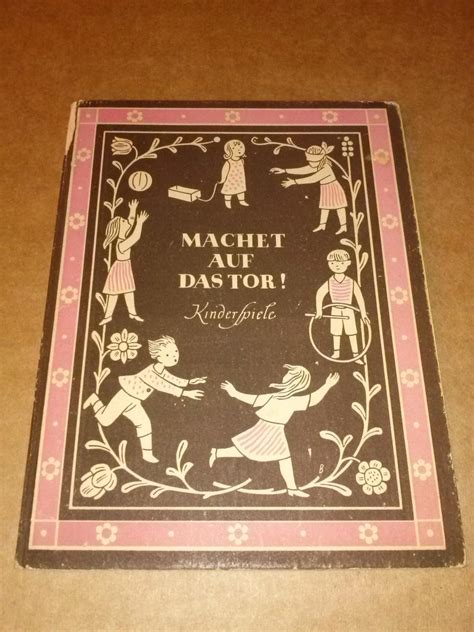 MACHET
AUF
DAS TOR!
Kinderspiele
B